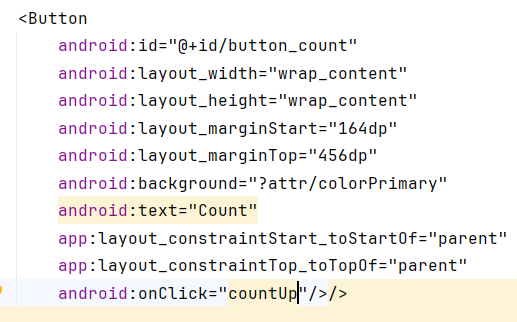 <Button
android:id="@+id/button_count"
android:layout_width="wrap_content"
android:layout_height="wrap_content"
android:layout_marginStart="164dp"
android:layout_marginTop="456dp"
android:background="?attr/colorPrimary"
android:text="Count"
app:layout_constraintStart_toStartOf="parent"
app:layout_constraintTop_toTopOf="parent"
android:onClick="countUp"/>/>